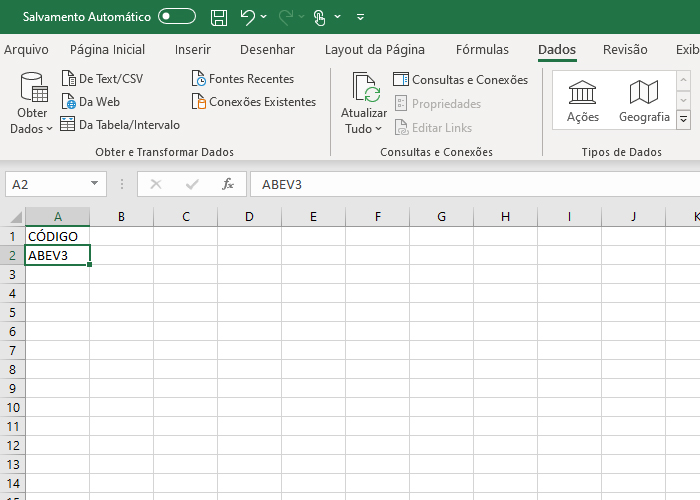 Salvamento Automático
Arquivo Página Inicial Inserir Desenhar Layout da Página Fórmulas Dados Revisão Exib
Obter Dados
De Text/CSV
Da Web
Da Tabela/Intervalo
Fontes Recentes
Conexões Existentes
Obter e Transformar Dados
Atualizar Tudo
Consultas e Conexões
Propriedades
Editar Links
Consultas e Conexões
Ações
Geografia
Tipos de Dados
A2 fx ABEV3
A B C D E F G H I J K
1 CÓDIGO
2 ABEV3
3
4
5
6
7
8
9
10
11
12
13
14
15